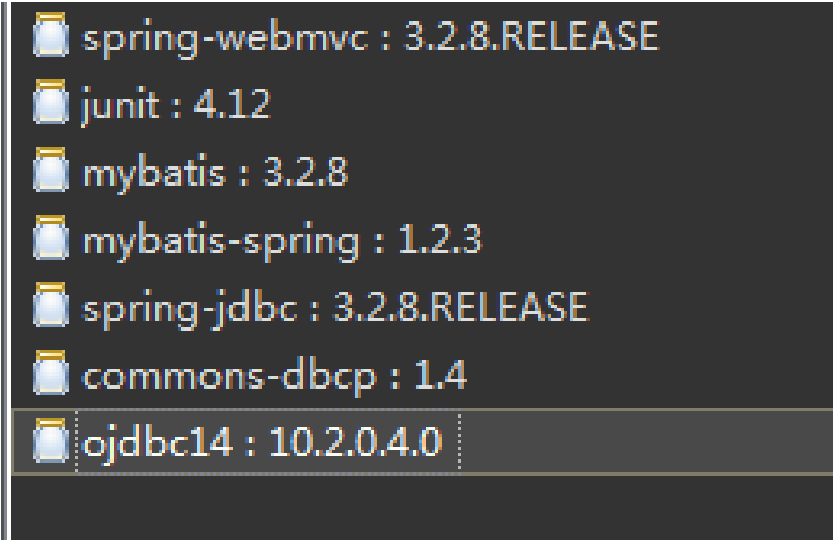 spring-webmvc : 3.2.8.RELEASE
junit : 4.12
mybatis : 3.2.8
mybatis-spring : 1.2.3
spring-jdbc : 3.2.8.RELEASE
commons-dbcp : 1.4
ojdbc14 : 10.2.0.4.0